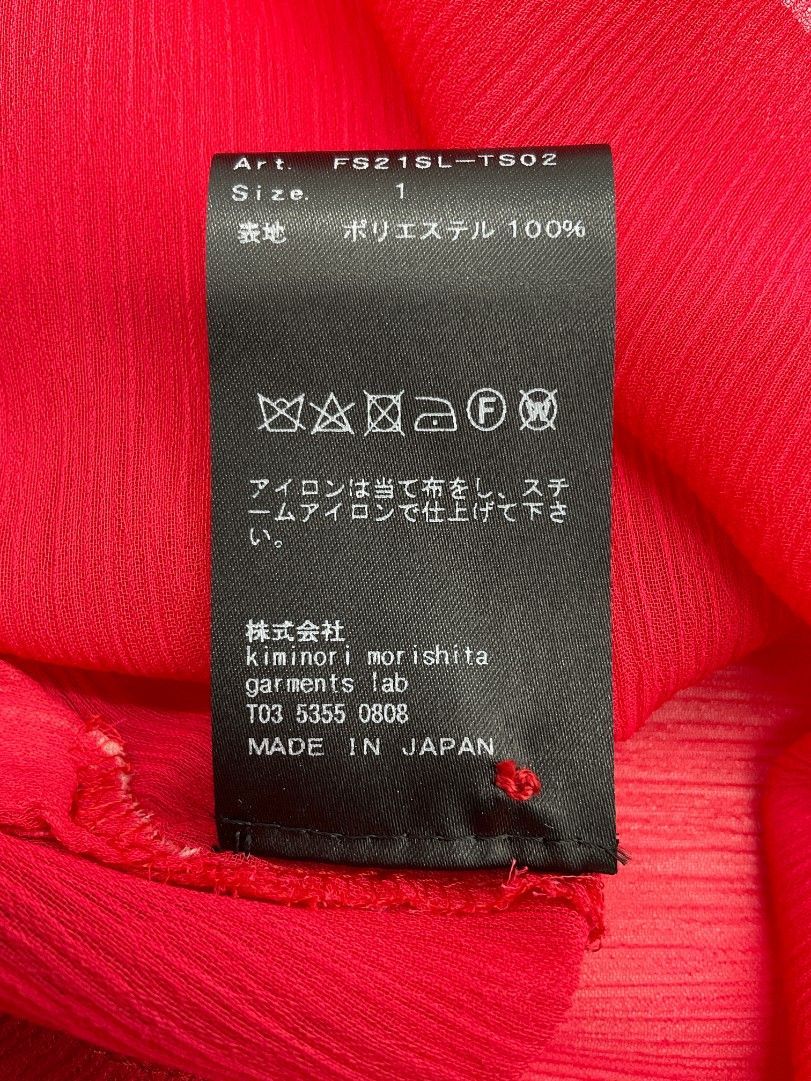 Art. FS21SL-TS02
Size. 1
表地 ポリエステル 100%
F W
アイロンは当て布をし、スチ
ームアイロンで仕上げて下さ
い。
株式会社
kiminori morishita
garments lab
T03 5355 0808
MADE IN JAPAN